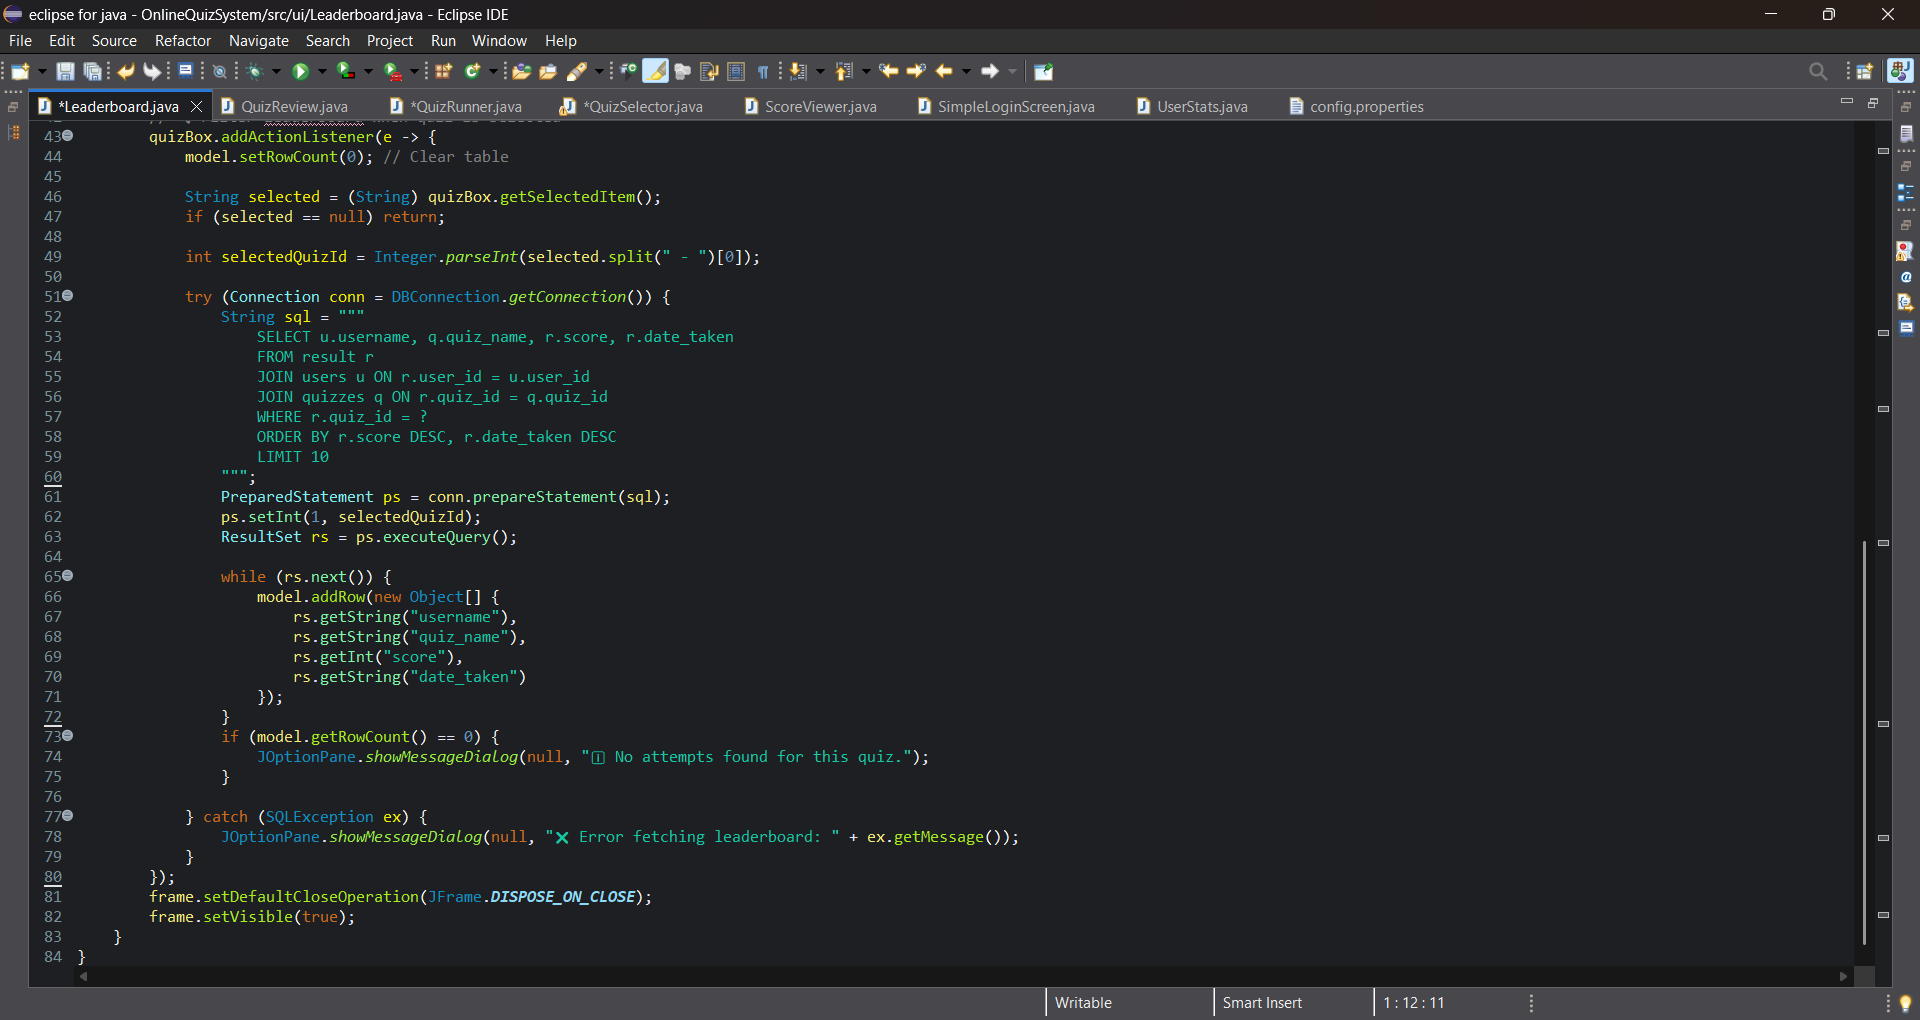 eclipse for java - OnlineQuizSystem/src/ui/Leaderboard.java - Eclipse IDE
File Edit Source Refactor Navigate Search Project Run Window Help
*Leaderboard.java QuizReview.java *QuizRunner.java *QuizSelector.java ScoreViewer.java SimpleLoginScreen.java UserStats.java config.properties
43 quizBox.addActionListener(e -> {
44 model.setRowCount(0); // Clear table
45
46 String selected = (String) quizBox.getSelectedItem();
47 if (selected == null) return;
48
49 int selectedQuizId = Integer.parseInt(selected.split(" - ")[0]);
50
51 try (Connection conn = DBConnection.getConnection()) {
52 String sql = """
53 SELECT u.username, q.quiz_name, r.score, r.date_taken
54 FROM result r
55 JOIN users u ON r.user_id = u.user_id
56 JOIN quizzes q ON r.quiz_id = q.quiz_id
57 WHERE r.quiz_id = ?
58 ORDER BY r.score DESC, r.date_taken DESC
59 LIMIT 10
60 """;
61 PreparedStatement ps = conn.prepareStatement(sql);
62 ps.setInt(1, selectedQuizId);
63 ResultSet rs = ps.executeQuery();
64
65 while (rs.next()) {
66 model.addRow(new Object[] {
67 rs.getString("username"),
68 rs.getString("quiz_name"),
69 rs.getInt("score"),
70 rs.getString("date_taken")
71 });
72 }
73 if (model.getRowCount() == 0) {
74 JOptionPane.showMessageDialog(null, " No attempts found for this quiz.");
75 }
76
77 } catch (SQLException ex) {
78 JOptionPane.showMessageDialog(null, "❌ Error fetching leaderboard: " + ex.getMessage());
79 }
80 });
81 frame.setDefaultCloseOperation(JFrame.DISPOSE_ON_CLOSE);
82 frame.setVisible(true);
83 }
84 }
Writable Smart Insert 1 : 12 : 11